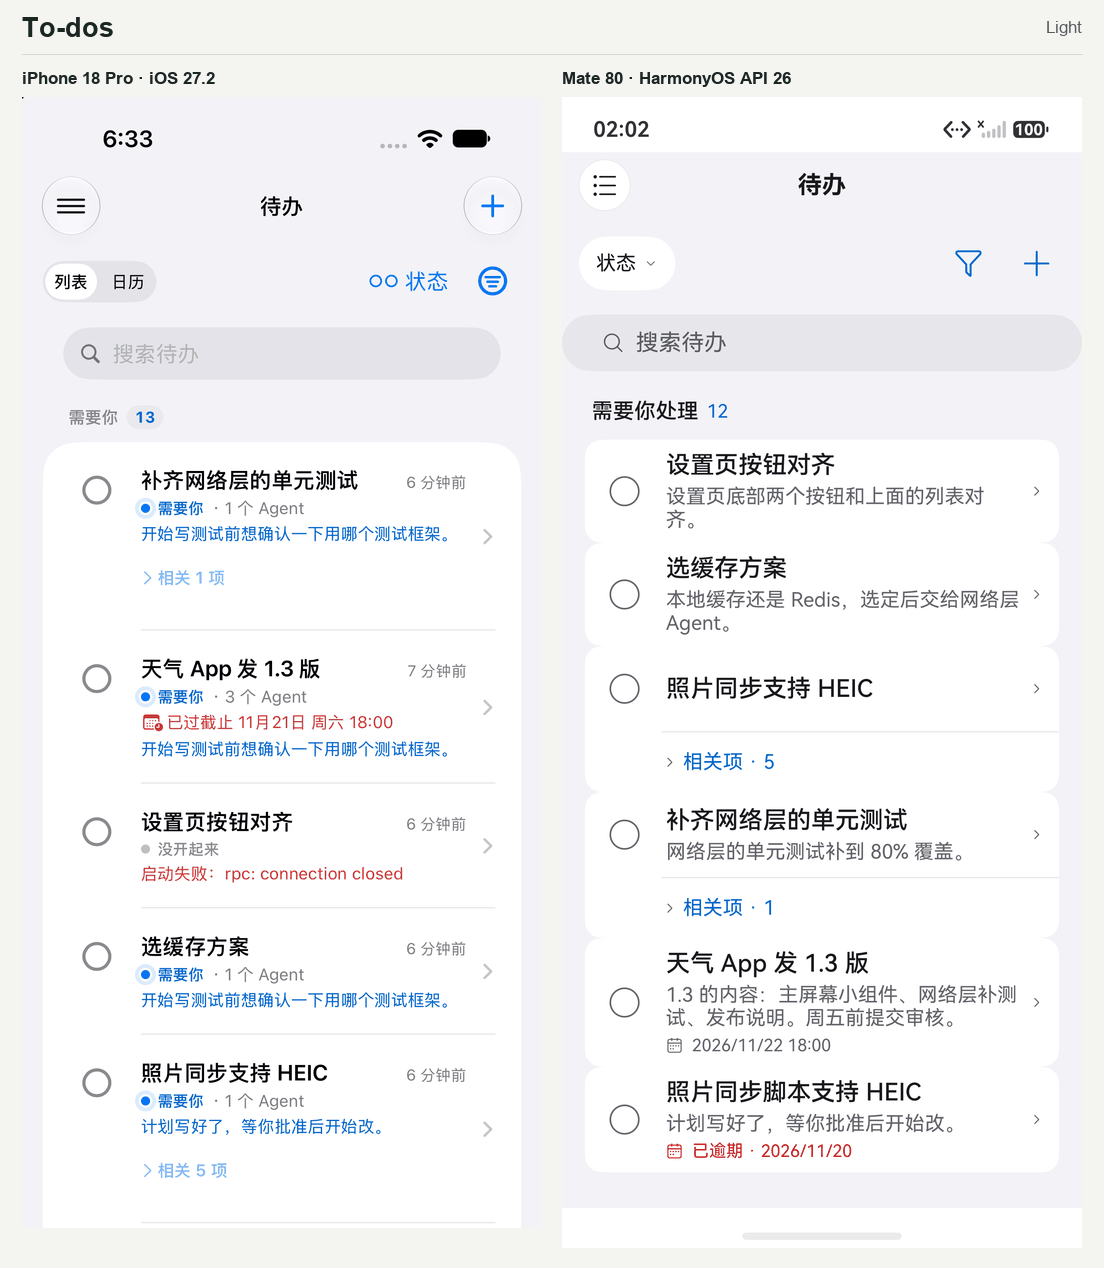 To-dos
Light
iPhone 18 Pro · iOS 27.2
6:33
待办
列表
日历
状态
搜索待办
需要你 13
补齐网络层的单元测试
6 分钟前
需要你 · 1 个 Agent
开始写测试前想确认一下用哪个测试框架。
相关 1 项
天气 App 发 1.3 版
7 分钟前
需要你 · 3 个 Agent
已过截止 11月21日 周六 18:00
开始写测试前想确认一下用哪个测试框架。
设置页按钮对齐
6 分钟前
没开起来
启动失败：rpc: connection closed
选缓存方案
6 分钟前
需要你 · 1 个 Agent
开始写测试前想确认一下用哪个测试框架。
照片同步支持 HEIC
6 分钟前
需要你 · 1 个 Agent
计划写好了，等你批准后开始改。
相关 5 项
Mate 80 · HarmonyOS API 26
02:02
100
待办
状态
搜索待办
需要你处理 12
设置页按钮对齐
设置页底部两个按钮和上面的列表对
齐。
选缓存方案
本地缓存还是 Redis，选定后交给网络层
Agent。
照片同步支持 HEIC
相关项 · 5
补齐网络层的单元测试
网络层的单元测试补到 80% 覆盖。
相关项 · 1
天气 App 发 1.3 版
1.3 的内容：主屏幕小组件、网络层补测
试、发布说明。周五前提交审核。
2026/11/22 18:00
照片同步脚本支持 HEIC
计划写好了，等你批准后开始改。
已逾期 · 2026/11/20